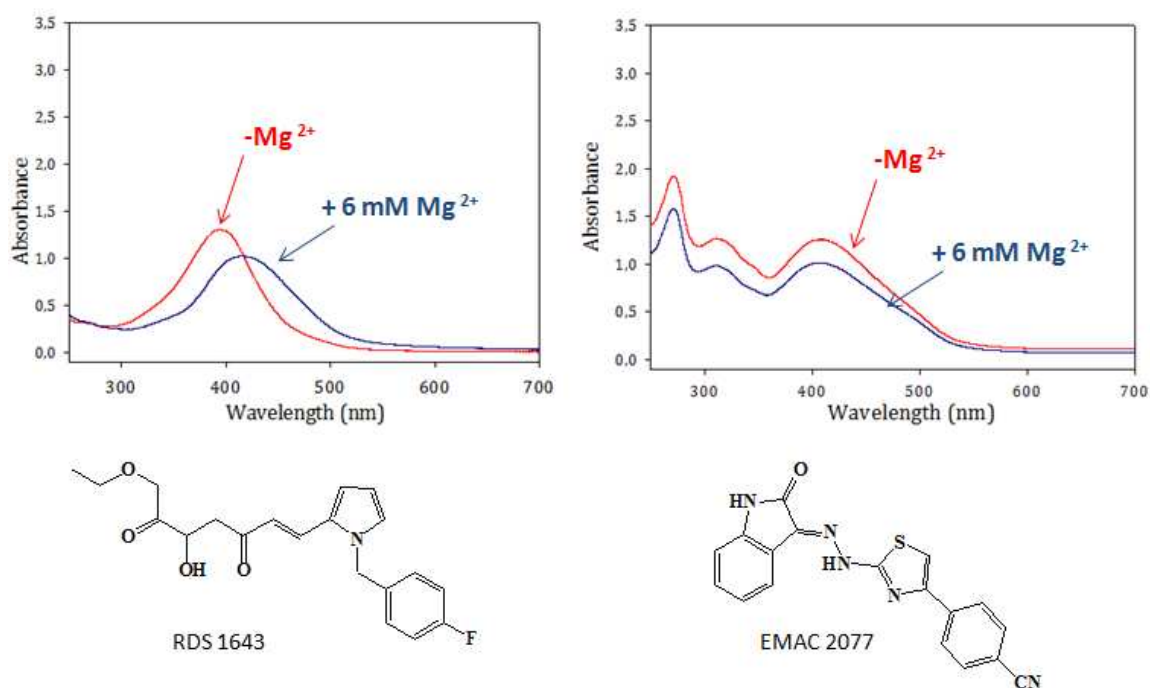 3.5
3.0
2.5
2.0
1.5
1.0
0.5
0.0
Absorbance
-Mg 2+
+ 6 mM Mg 2+
300 400 500 600 700
Wavelength (nm)
3.5
3.0
2.5
2.0
1.5
1.0
0.5
0.0
Absorbance
-Mg 2+
+ 6 mM Mg 2+
300 400 500 600 700
Wavelength (nm)
O
O
OH
O
N
F
RDS 1643
O
HN
N
HN
S
N
CN
EMAC 2077